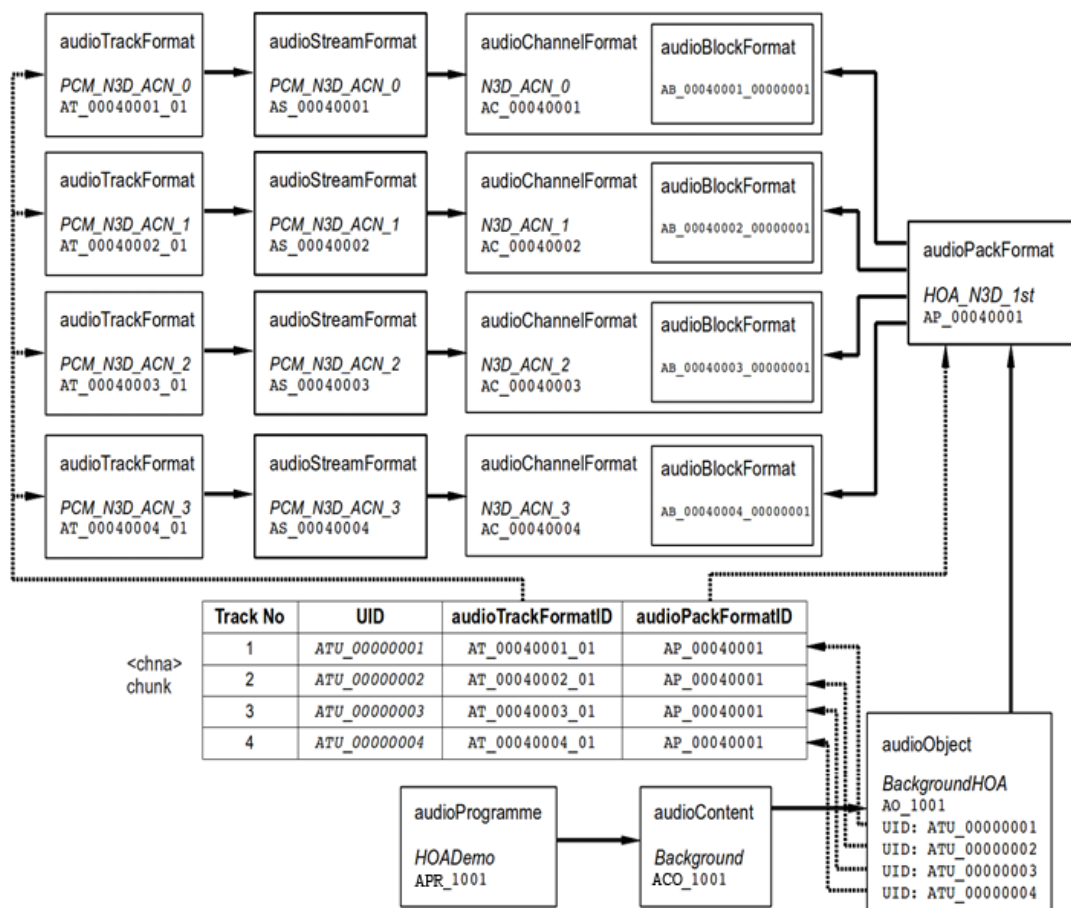 audioTrackFormat
PCM_N3D_ACN_0
AT_00040001_01
audioStreamFormat
PCM_N3D_ACN_0
AS_00040001
audioChannelFormat
N3D_ACN_0
AC_00040001
audioBlockFormat
AB_00040001_00000001
audioTrackFormat
PCM_N3D_ACN_1
AT_00040002_01
audioStreamFormat
PCM_N3D_ACN_1
AS_00040002
audioChannelFormat
N3D_ACN_1
AC_00040002
audioBlockFormat
AB_00040002_00000001
audioPackFormat
HOA_N3D_1st
AP_00040001
audioTrackFormat
PCM_N3D_ACN_2
AT_00040003_01
audioStreamFormat
PCM_N3D_ACN_2
AS_00040003
audioChannelFormat
N3D_ACN_2
AC_00040003
audioBlockFormat
AB_00040003_00000001
audioTrackFormat
PCM_N3D_ACN_3
AT_00040004_01
audioStreamFormat
PCM_N3D_ACN_3
AS_00040004
audioChannelFormat
N3D_ACN_3
AC_00040004
audioBlockFormat
AB_00040004_00000001
<chna>
chunk
Track No UID audioTrackFormatID audioPackFormatID
1 ATU_00000001 AT_00040001_01 AP_00040001
2 ATU_00000002 AT_00040002_01 AP_00040001
3 ATU_00000003 AT_00040003_01 AP_00040001
4 ATU_00000004 AT_00040004_01 AP_00040001
audioProgramme
HOADemo
APR_1001
audioContent
Background
ACO_1001
audioObject
BackgroundHOA
AO_1001
UID: ATU_00000001
UID: ATU_00000002
UID: ATU_00000003
UID: ATU_00000004